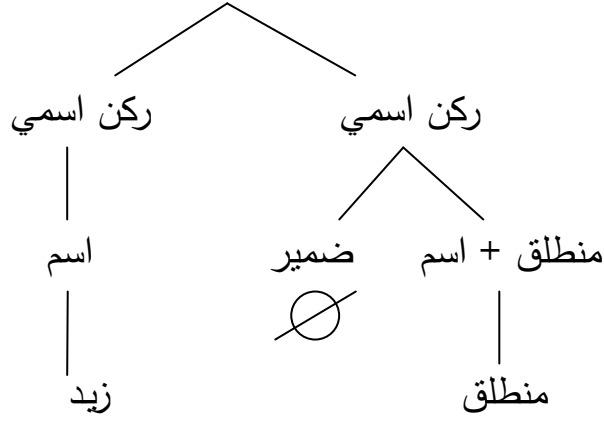 ركن اسمي ركن اسمي
منطلق + اسم ضمير اسم
∅
منطلق زيد